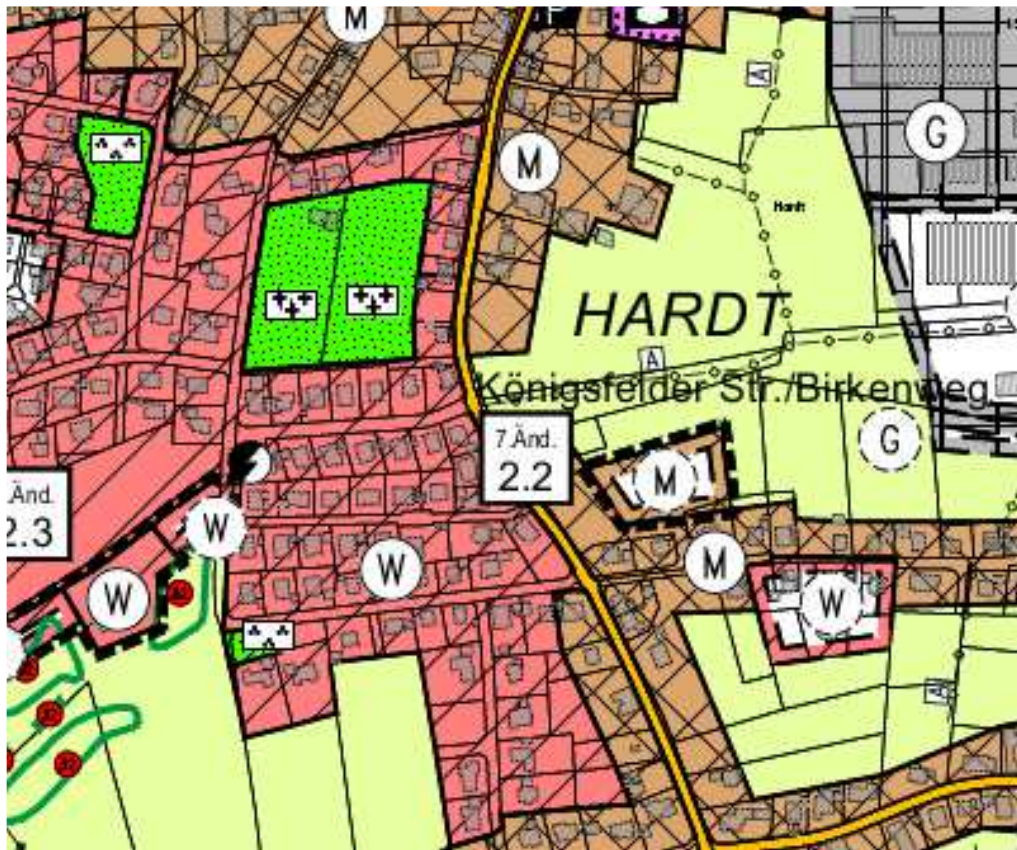 M
P
A
G
M
Hardt
HARDT
A
Königsfelder Str./Birkenweg
7.Änd.
2.2
G
M
.Änd.
2.3
W
W
W
M
W
A